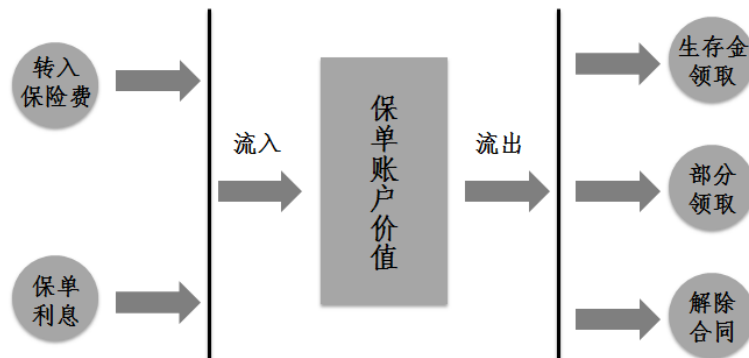 转入
保险费
保单
利息
流入
保单账户价值
流出
生存金
领取
部分
领取
解除
合同